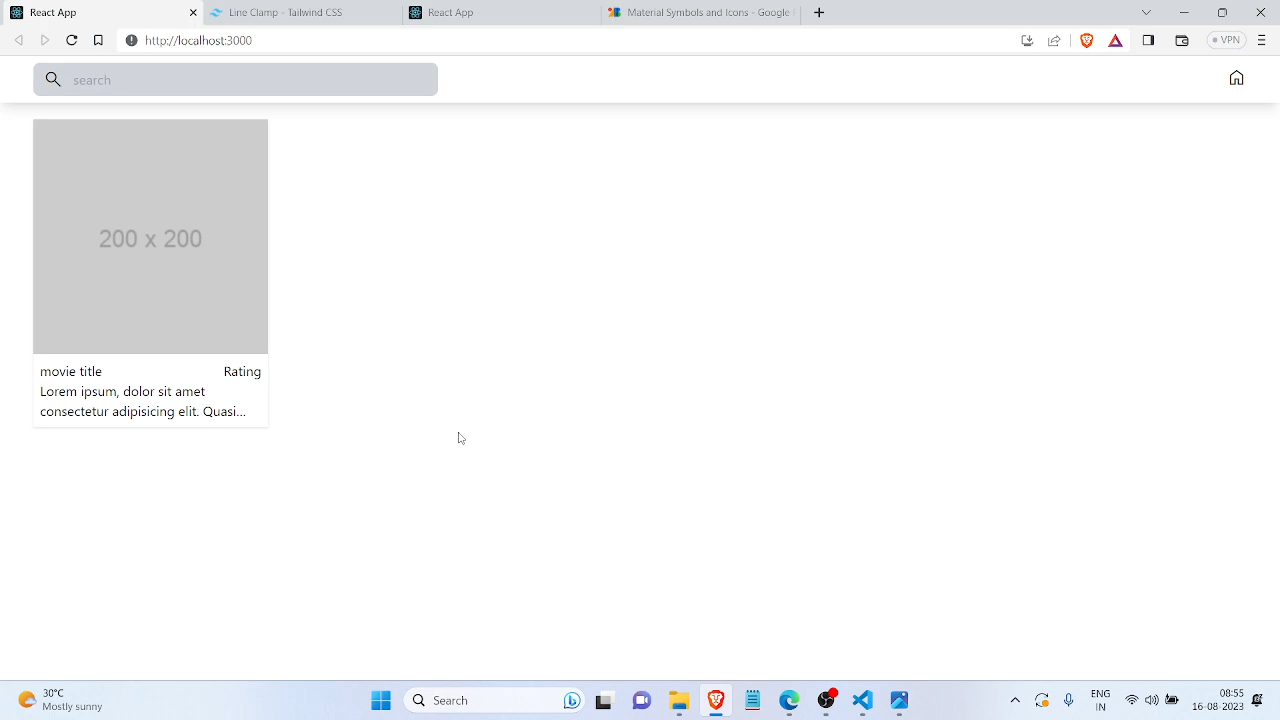 React App
Line Clamp - Tailwind CSS
React App
Material Symbols and Icons - Google
http://localhost:3000
VPN
search
200 x 200
movie title
Rating
Lorem ipsum, dolor sit amet
consectetur adipisicing elit. Quasi...
30°C
Mostly sunny
Search
ENG
IN
08:55
16-08-2023